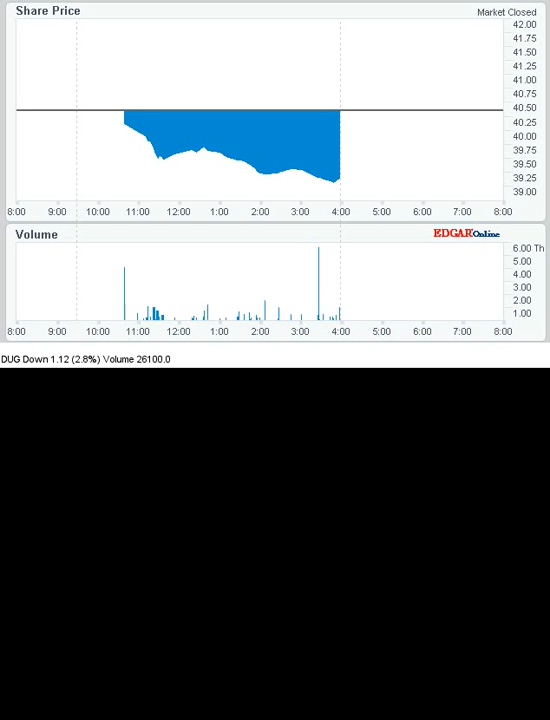 Share Price
Market Closed
42.00
41.75
41.50
41.25
41.00
40.75
40.50
40.25
40.00
39.75
39.50
39.25
39.00
8:00 9:00 10:00 11:00 12:00 1:00 2:00 3:00 4:00 5:00 6:00 7:00 8:00
Volume
EDGAR Online
6.00 Th
5.00
4.00
3.00
2.00
1.00
8:00 9:00 10:00 11:00 12:00 1:00 2:00 3:00 4:00 5:00 6:00 7:00 8:00
DUG Down 1.12 (2.8%) Volume 26100.0